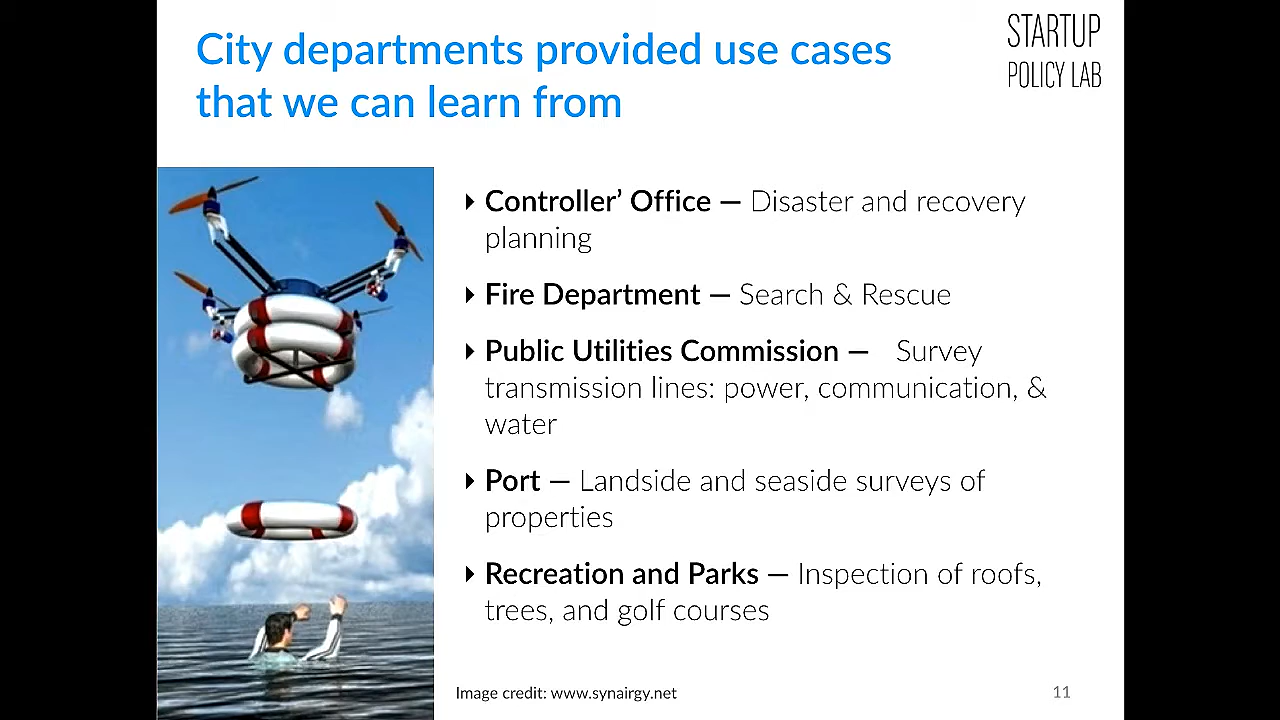 City departments provided use cases
that we can learn from
STARTUP
POLICY LAB
Controller’ Office — Disaster and recovery
planning
Fire Department — Search & Rescue
Public Utilities Commission — Survey
transmission lines: power, communication, &
water
Port — Landside and seaside surveys of
properties
Recreation and Parks — Inspection of roofs,
trees, and golf courses
Image credit: www.synairgy.net
11